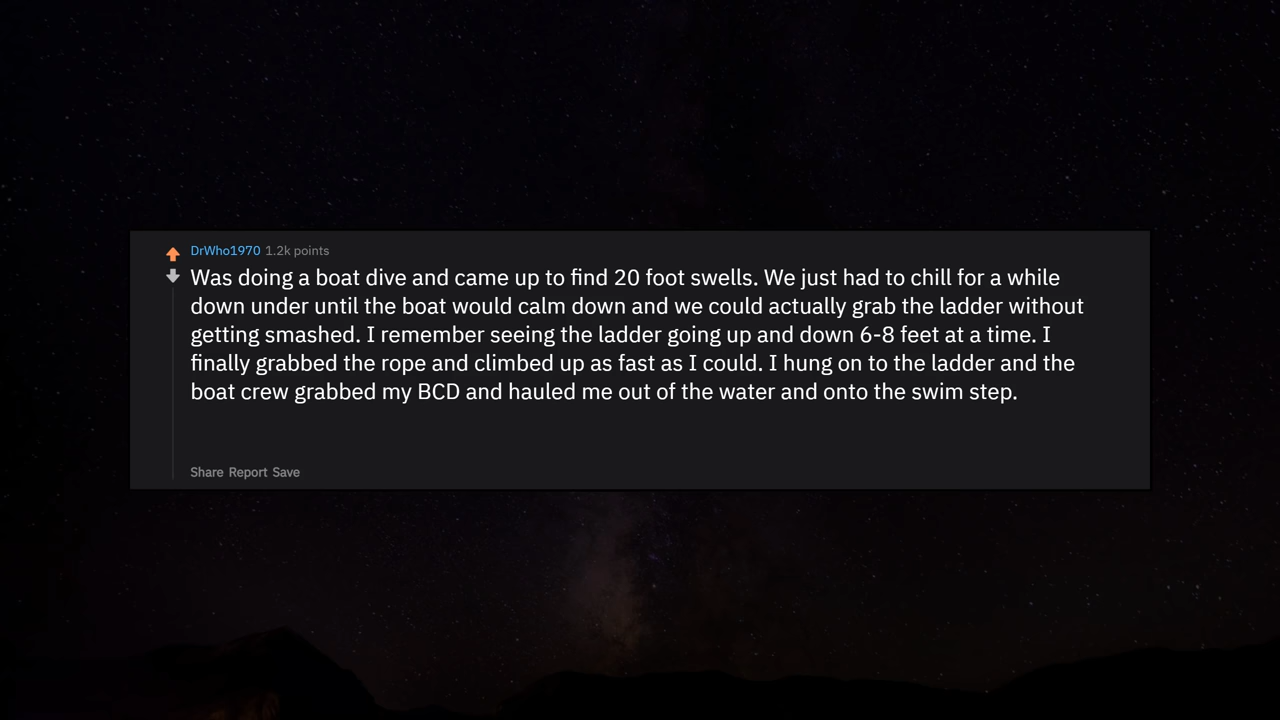 DrWho1970 1.2k points
Was doing a boat dive and came up to find 20 foot swells. We just had to chill for a while
down under until the boat would calm down and we could actually grab the ladder without
getting smashed. I remember seeing the ladder going up and down 6-8 feet at a time. I
finally grabbed the rope and climbed up as fast as I could. I hung on to the ladder and the
boat crew grabbed my BCD and hauled me out of the water and onto the swim step.
Share Report Save